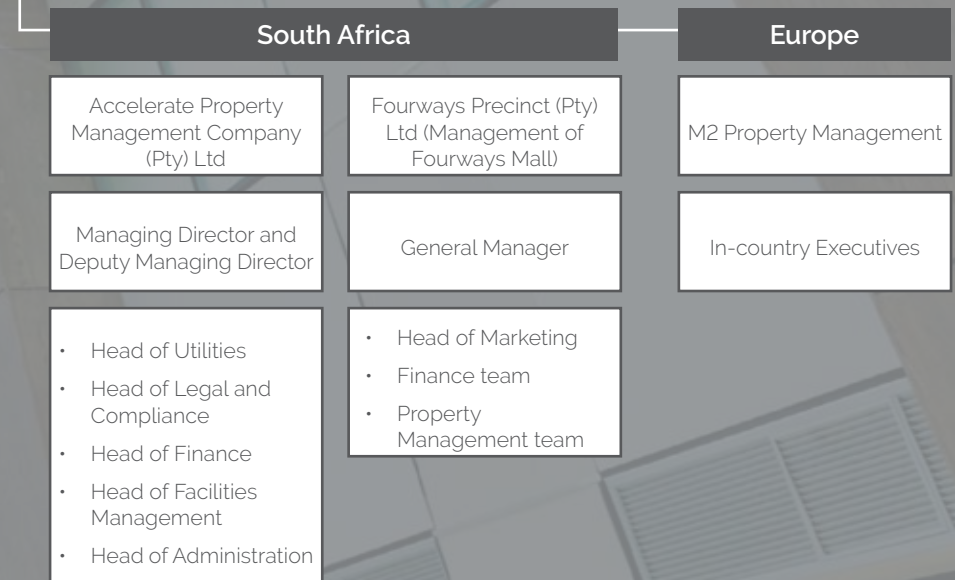 South Africa
Europe
Accelerate Property
Management Company
(Pty) Ltd
Fourways Precinct (Pty)
Ltd (Management of
Fourways Mall)
M2 Property Management
Managing Director and
Deputy Managing Director
General Manager
In-country Executives
• Head of Utilities
• Head of Legal and
Compliance
• Head of Finance
• Head of Facilities
Management
• Head of Administration
• Head of Marketing
• Finance team
• Property
Management team